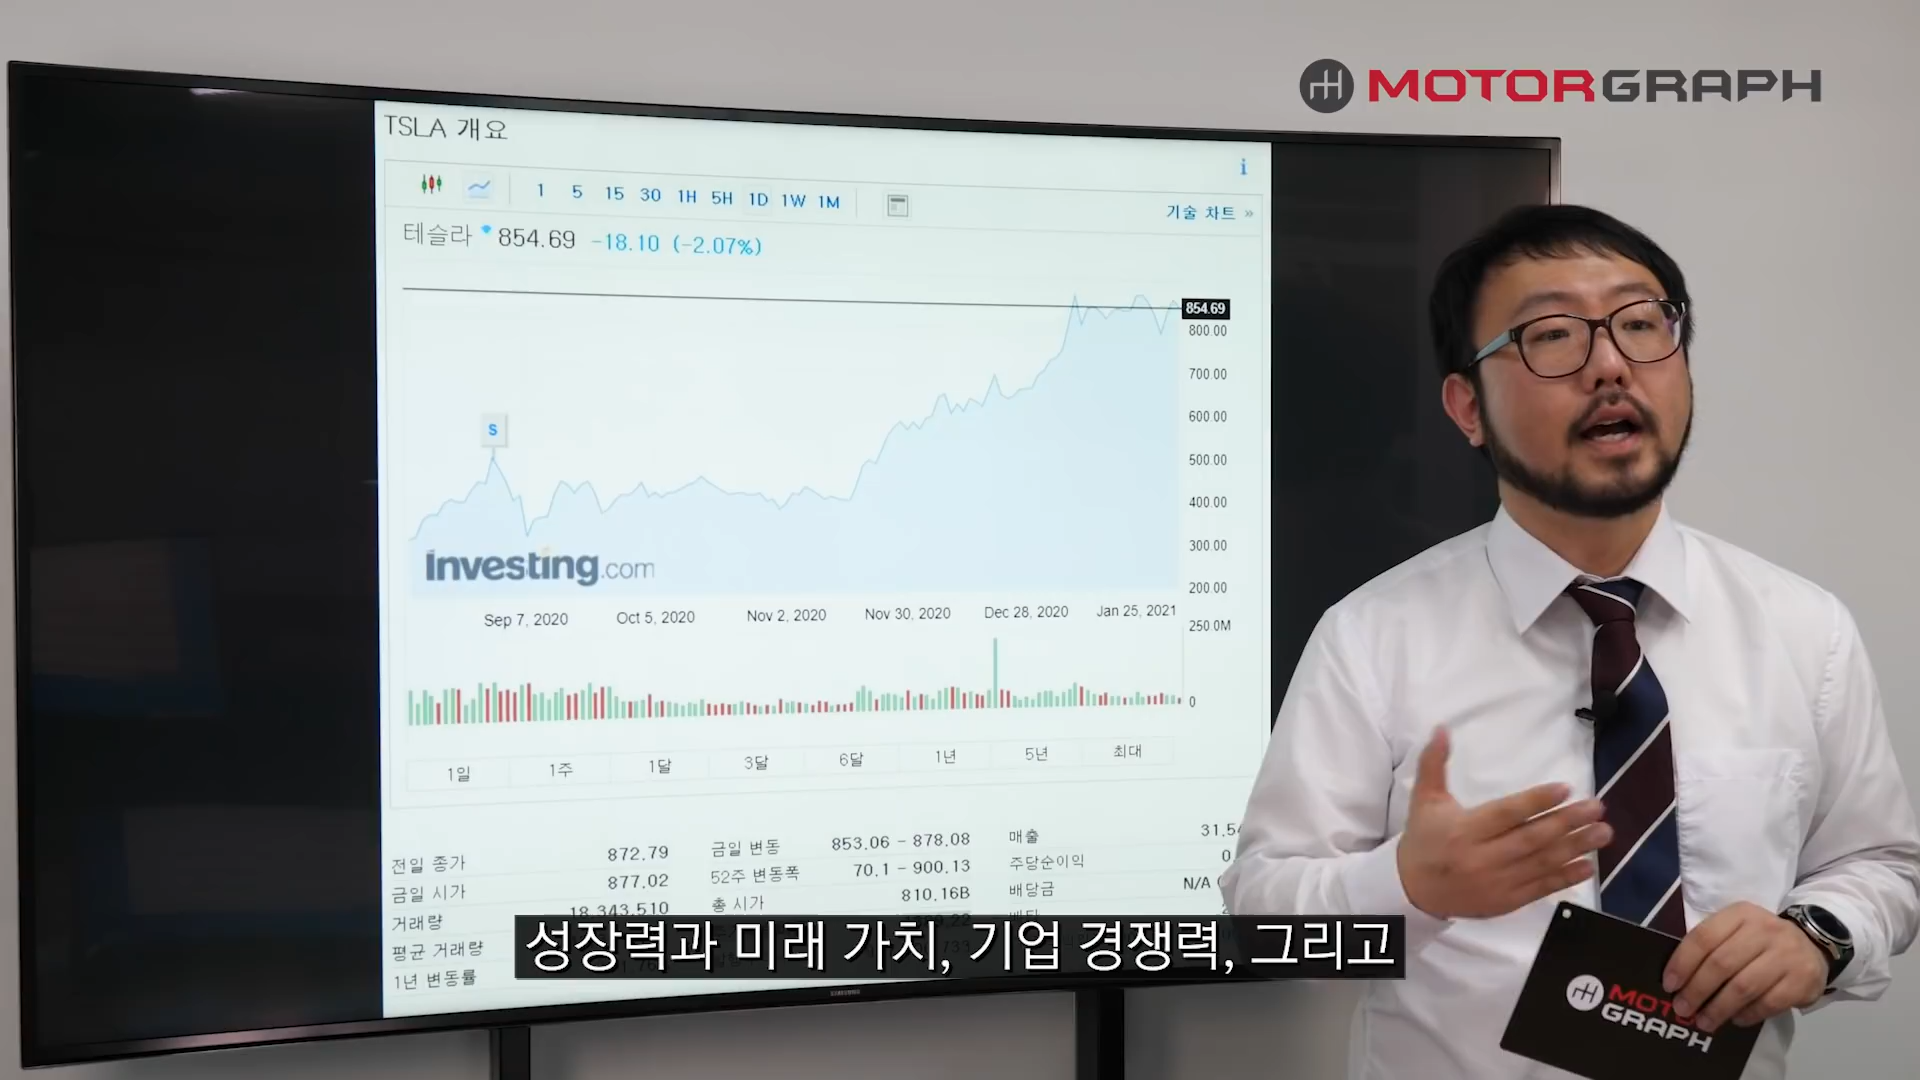 MOTORGRAPH
TSLA 개요
1 5 15 30 1H 5H 1D 1W 1M
기술 차트 »
테슬라 854.69 -18.10 (-2.07%)
854.69
800.00
700.00
600.00
S
500.00
400.00
300.00
Investing.com
200.00
Sep 7, 2020 Oct 5, 2020 Nov 2, 2020 Nov 30, 2020 Dec 28, 2020 Jan 25, 2021
250.0M
0
1일 1주 1달 3달 6달 1년 5년 최대
전일 종가 872.79 금일 변동 853.06 - 878.08 매출
금일 시가 877.02 52주 변동폭 70.1 - 900.13 주당순이익
거래량 18,343,510 총 시가 810.16B 배당금 N/A
평균 거래량
1년 변동률
성장력과 미래 가치, 기업 경쟁력, 그리고
SAMSUNG
MOTO
GRAPH